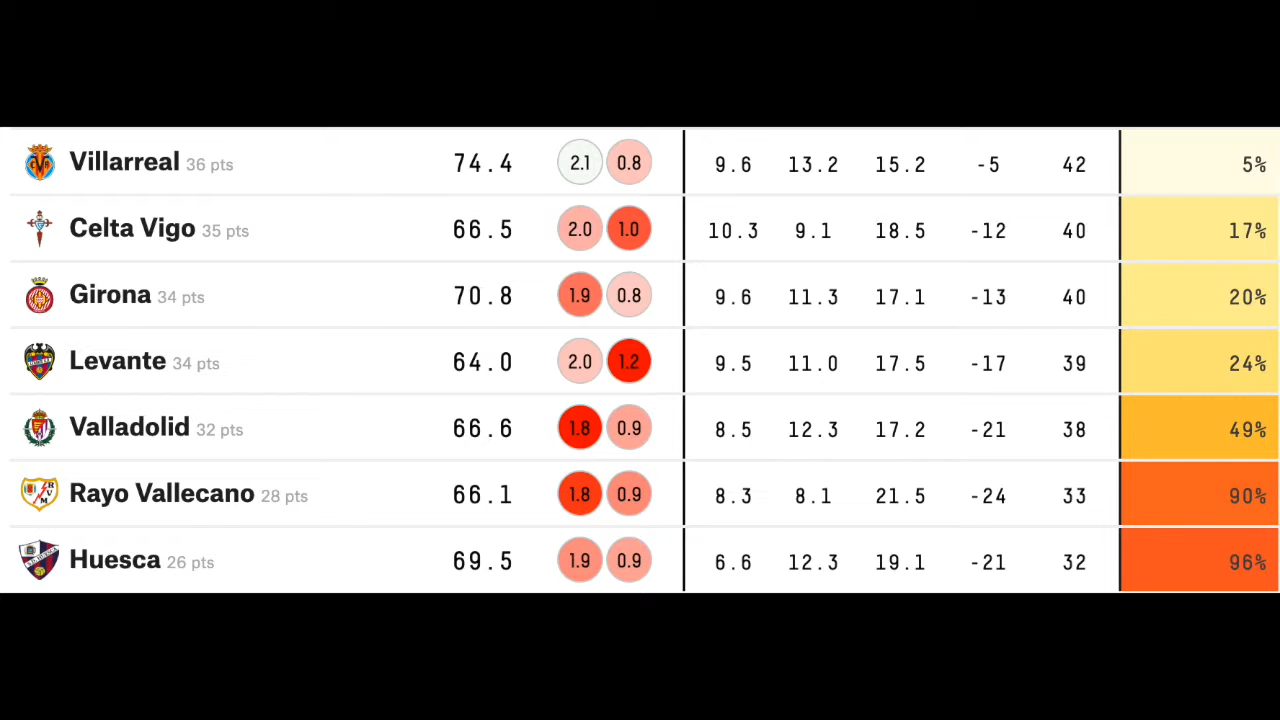 Villarreal 36 pts 74.4 2.1 0.8 9.6 13.2 15.2 -5 42 5%
Celta Vigo 35 pts 66.5 2.0 1.0 10.3 9.1 18.5 -12 40 17%
Girona 34 pts 70.8 1.9 0.8 9.6 11.3 17.1 -13 40 20%
Levante 34 pts 64.0 2.0 1.2 9.5 11.0 17.5 -17 39 24%
Valladolid 32 pts 66.6 1.8 0.9 8.5 12.3 17.2 -21 38 49%
Rayo Vallecano 28 pts 66.1 1.8 0.9 8.3 8.1 21.5 -24 33 90%
Huesca 26 pts 69.5 1.9 0.9 6.6 12.3 19.1 -21 32 96%